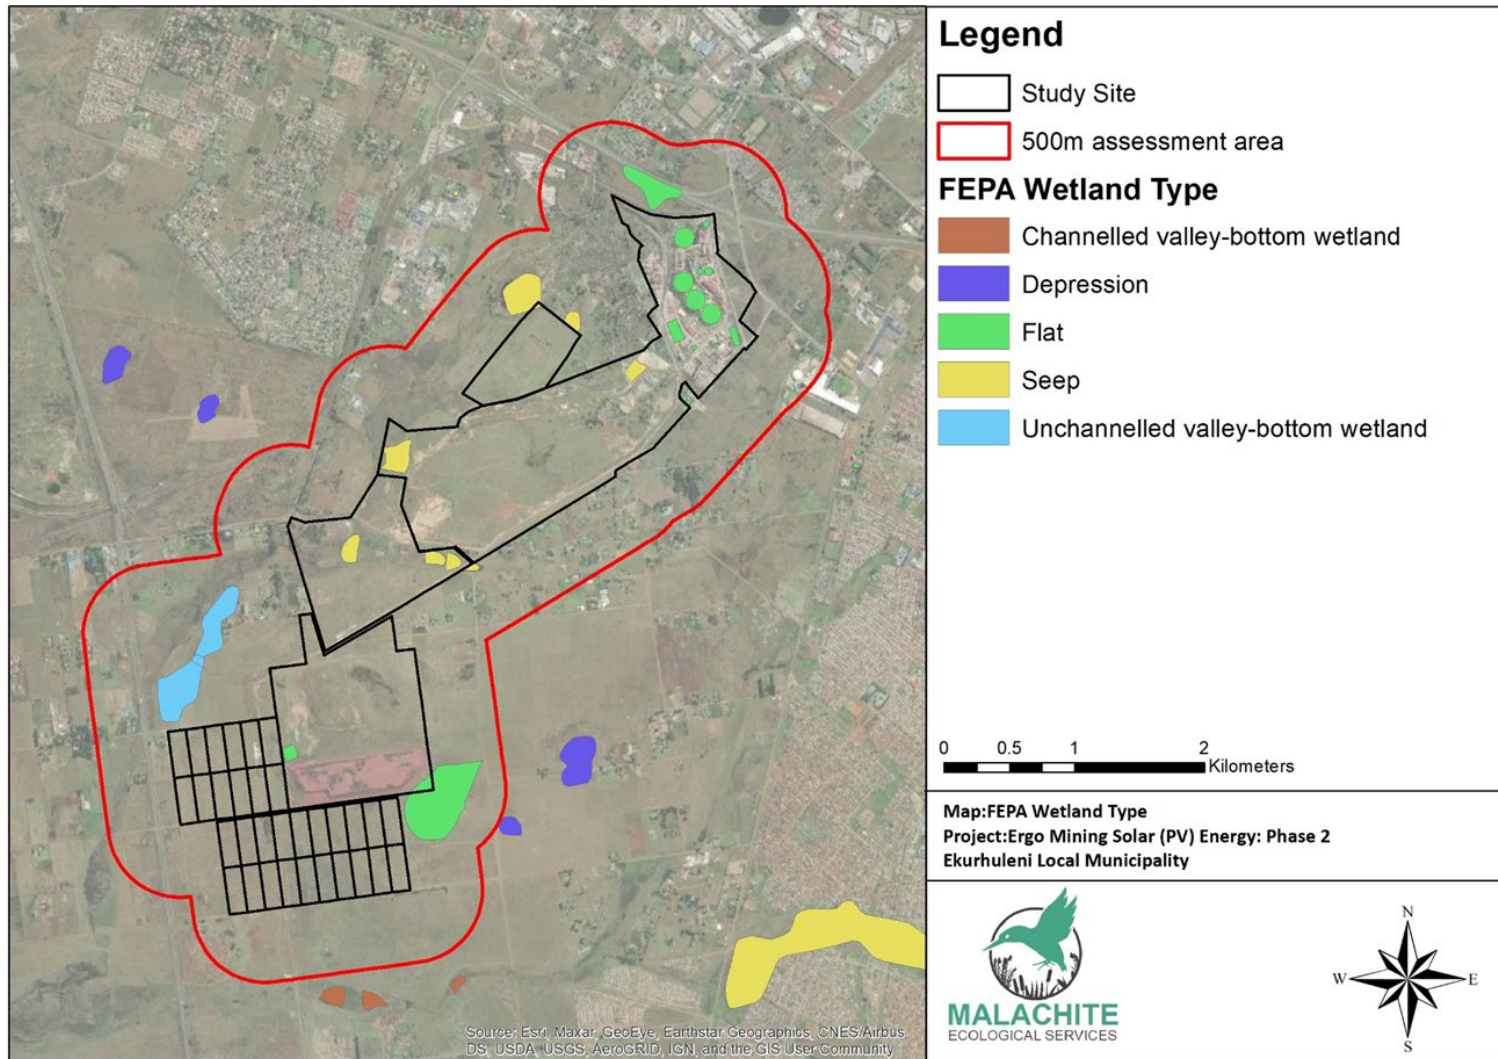 Legend
Study Site
500m assessment area
FEPA Wetland Type
Channelled valley-bottom wetland
Depression
Flat
Seep
Unchannelled valley-bottom wetland
0 0.5 1 2
Kilometers
Map:FEPA Wetland Type
Project:Ergo Mining Solar (PV) Energy: Phase 2
Ekurhuleni Local Municipality
MALACHITE
ECOLOGICAL SERVICES
N
W E
S
Source: Esri, Maxar, GeoEye, Earthstar Geographics, CNES/Airbus
DS, USDA, USGS, AeroGRID, IGN, and the GIS User Community